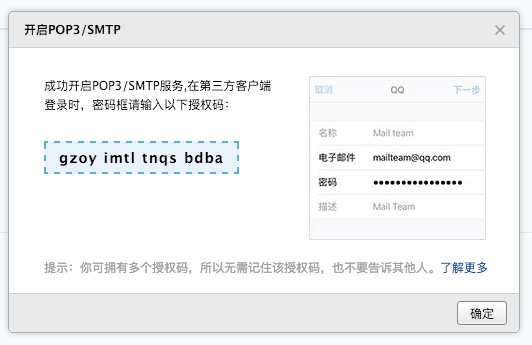 开启POP3/SMTP
成功开启POP3/SMTP服务,在第三方客户端
登录时，密码框请输入以下授权码：
gzoy imtl tnqs bdba
取消 QQ 下一步
名称 Mail team
电子邮件 mailteam@qq.com
密码 ●●●●●●●●●●●●●●●●
描述 Mail Team
提示：你可拥有多个授权码，所以无需记住该授权码，也不要告诉其他人。了解更多
确定